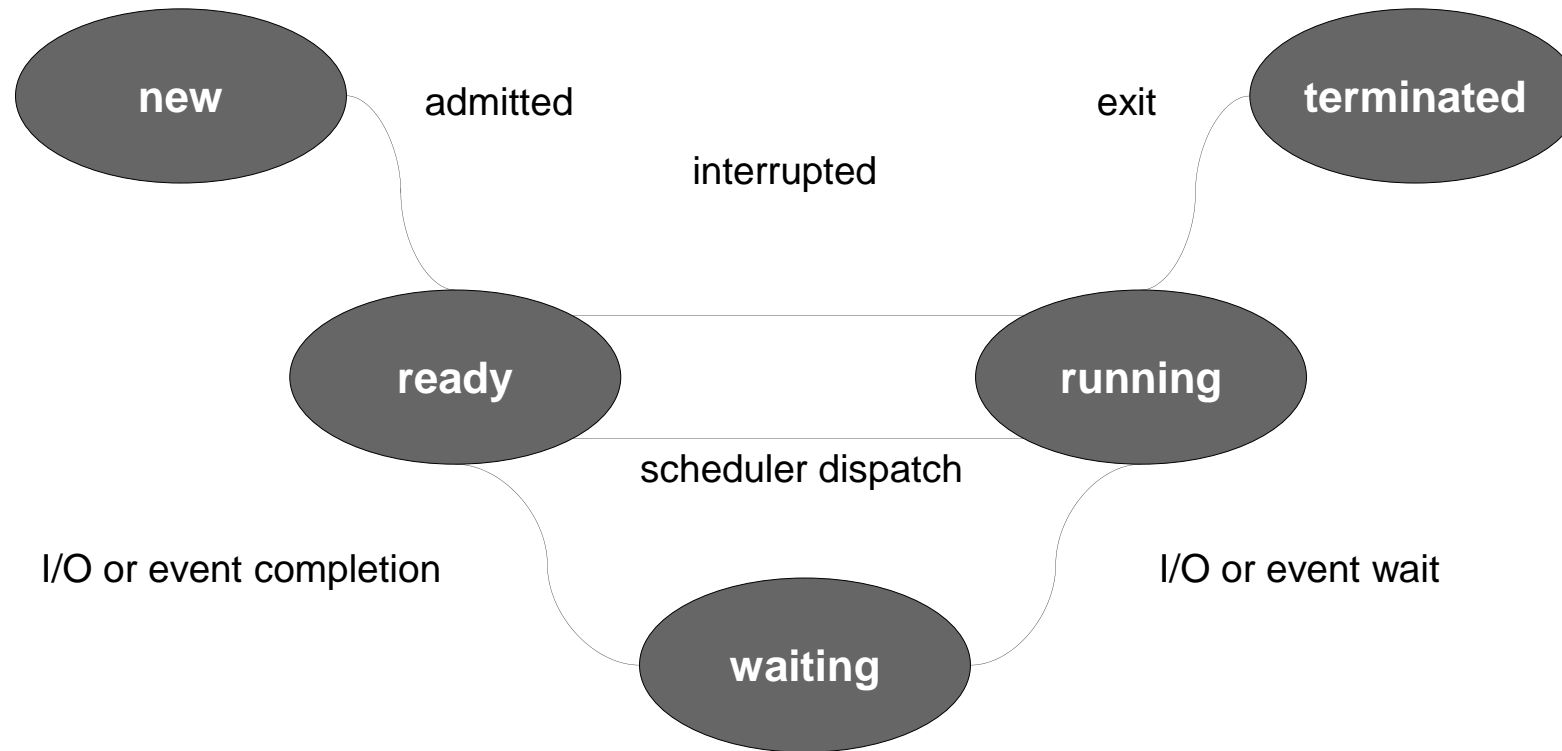 new
admitted
exit
terminated
interrupted
ready
running
scheduler dispatch
I/O or event completion
I/O or event wait
waiting